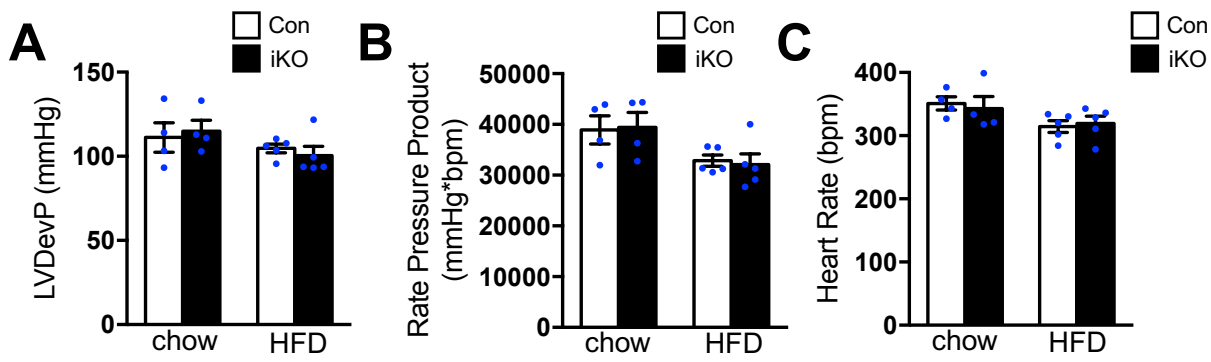 A
Con
iKO
LVDevP (mmHg)
150
100
50
0
chow HFD
B
Con
iKO
Rate Pressure Product
(mmHg*bpm)
50000
40000
30000
20000
10000
0
chow HFD
C
Con
iKO
Heart Rate (bpm)
400
300
200
100
0
chow HFD